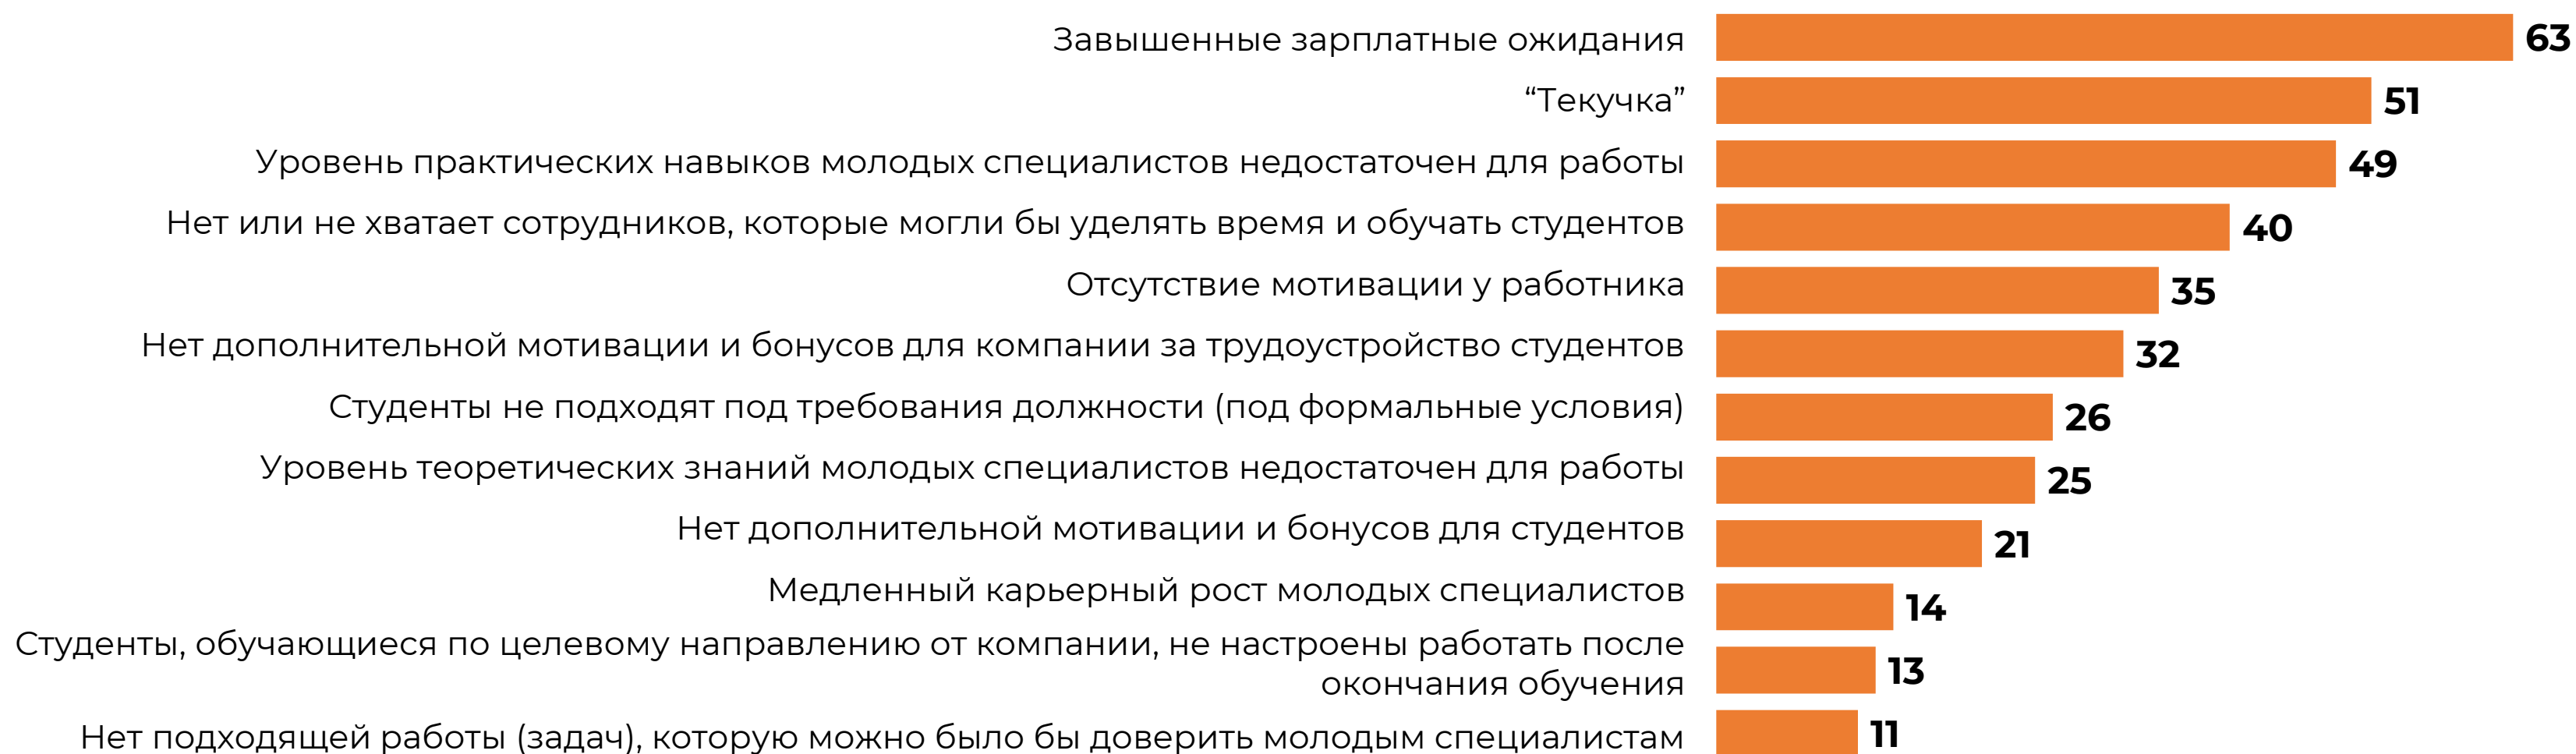 Завышенные зарплатные ожидания 63
“Текучка” 51
Уровень практических навыков молодых специалистов недостаточен для работы 49
Нет или не хватает сотрудников, которые могли бы уделять время и обучать студентов 40
Отсутствие мотивации у работника 35
Нет дополнительной мотивации и бонусов для компании за трудоустройство студентов 32
Студенты не подходят под требования должности (под формальные условия) 26
Уровень теоретических знаний молодых специалистов недостаточен для работы 25
Нет дополнительной мотивации и бонусов для студентов 21
Медленный карьерный рост молодых специалистов 14
Студенты, обучающиеся по целевому направлению от компании, не настроены работать после
окончания обучения 13
Нет подходящей работы (задач), которую можно было бы доверить молодым специалистам 11